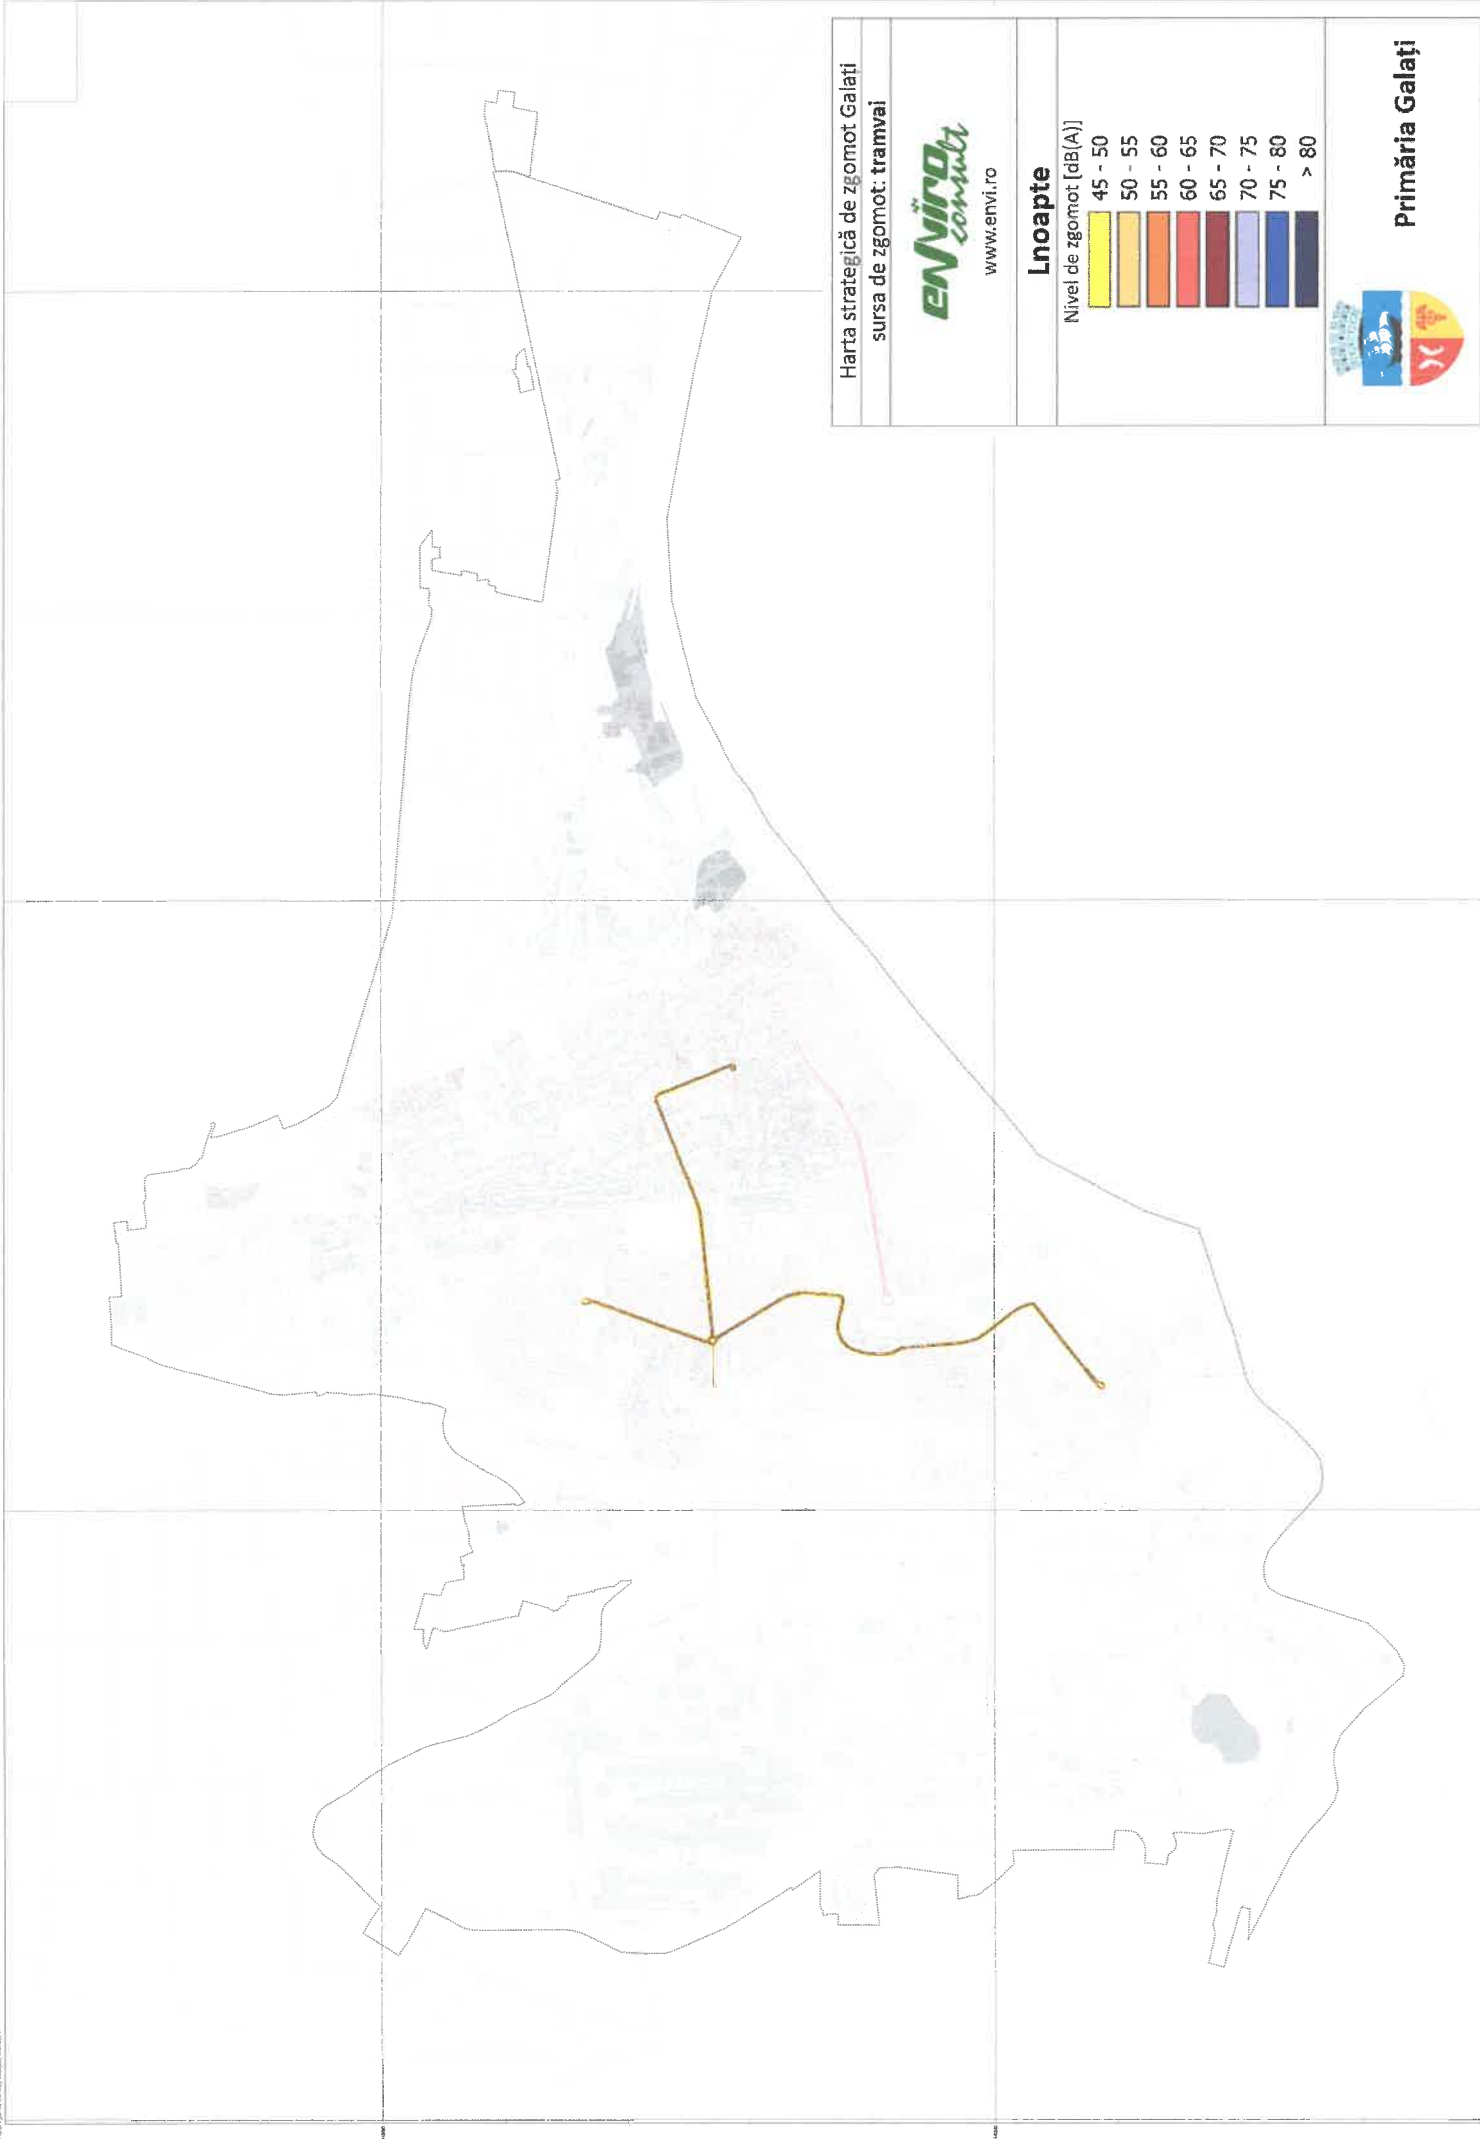 Harta strategică de zgomot Galați
sursa de zgomot: tramvai
enviro
consult
www.envi.ro
Lnoapte
Nivel de zgomot [dB(A)]
45 - 50
50 - 55
55 - 60
60 - 65
65 - 70
70 - 75
75 - 80
> 80
Primăria Galați